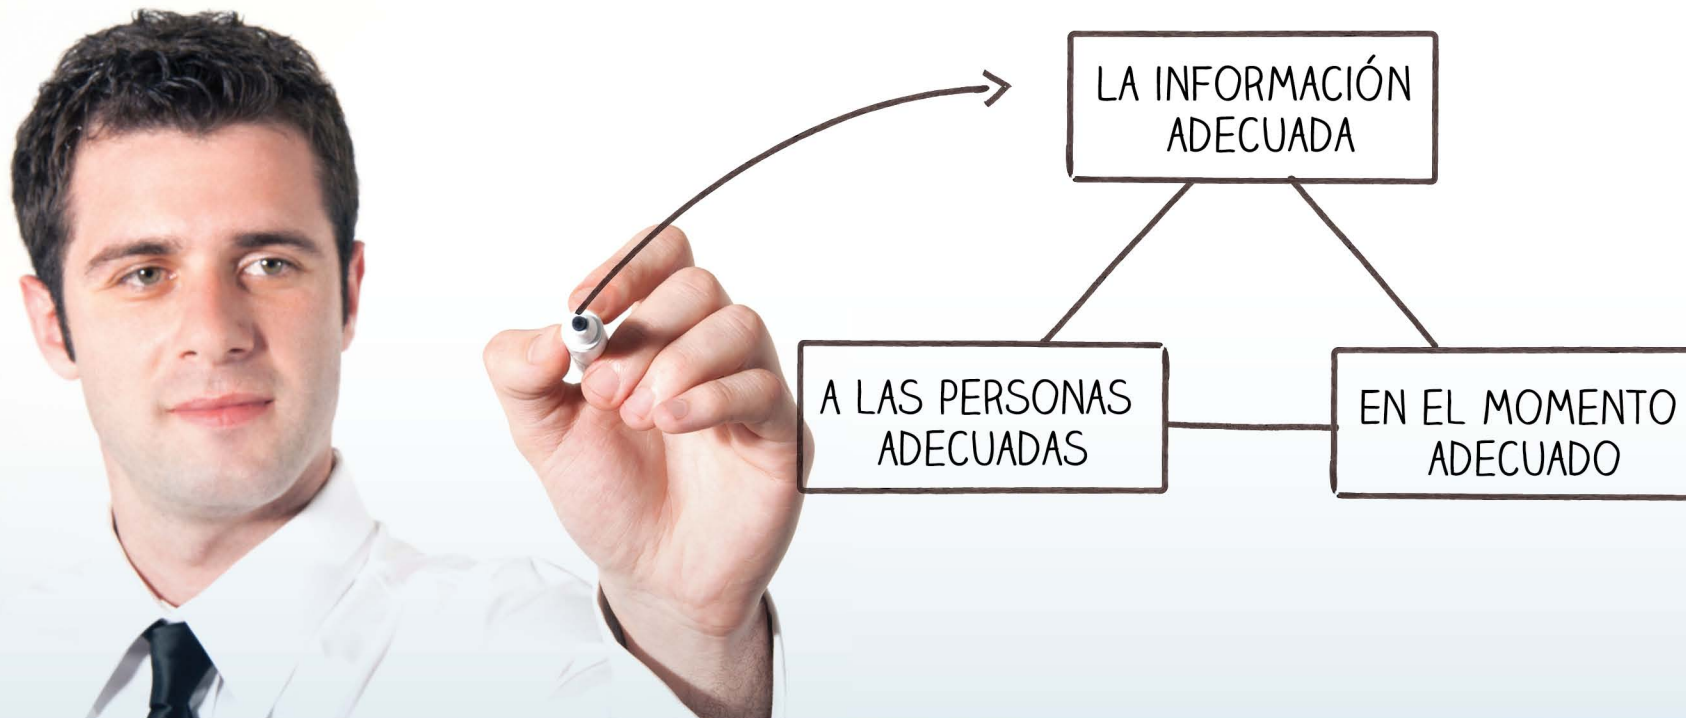 LA INFORMACIÓN
ADECUADA
A LAS PERSONAS
ADECUADAS
EN EL MOMENTO
ADECUADO